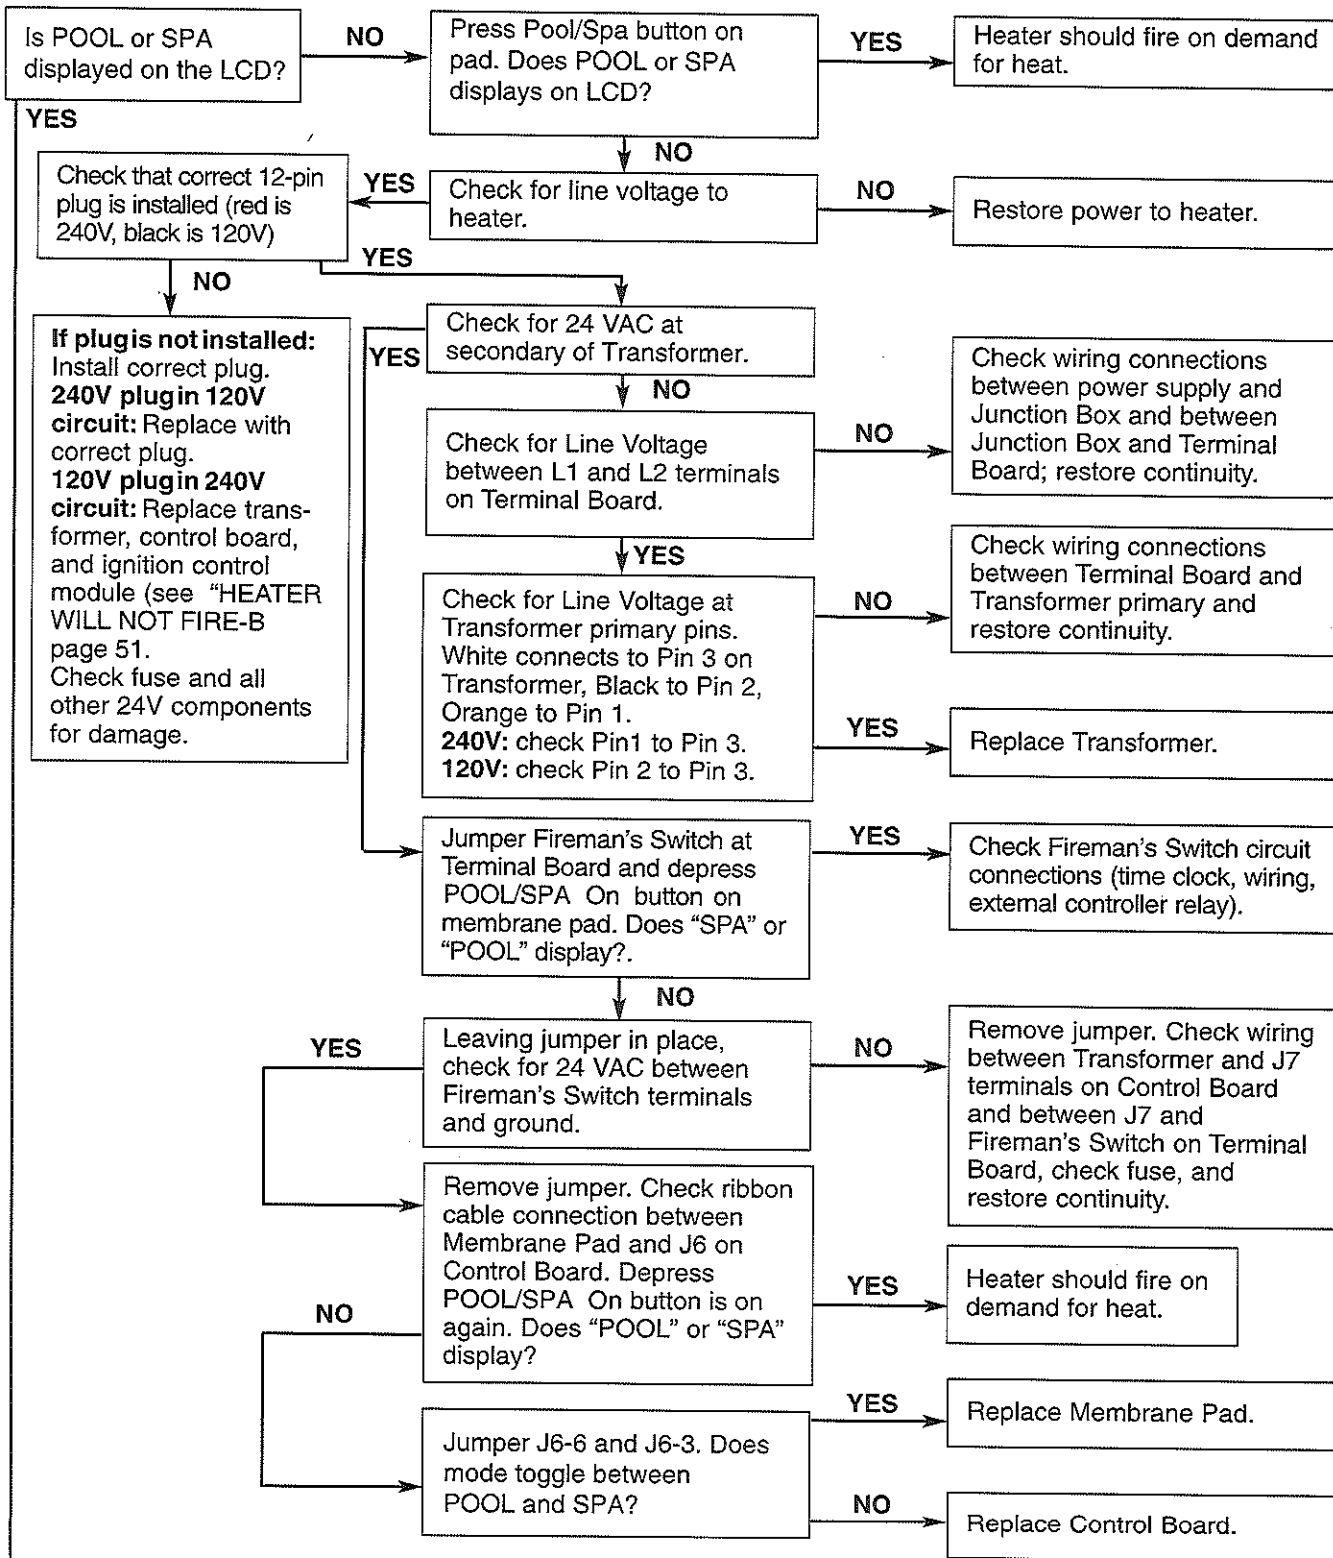 Is POOL or SPA
displayed on the LCD?
NO
Press Pool/Spa button on
pad. Does POOL or SPA
displays on LCD?
YES
Heater should fire on demand
for heat.
YES
NO
Check that correct 12-pin
plug is installed (red is
240V, black is 120V)
YES
Check for line voltage to
heater.
NO
Restore power to heater.
YES
NO
If plug is not installed:
Install correct plug.
240V plug in 120V
circuit: Replace with
correct plug.
120V plug in 240V
circuit: Replace trans-
former, control board,
and ignition control
module (see "HEATER
WILL NOT FIRE-B
page 51.
Check fuse and all
other 24V components
for damage.
YES
Check for 24 VAC at
secondary of Transformer.
NO
Check for Line Voltage
between L1 and L2 terminals
on Terminal Board.
NO
Check wiring connections
between power supply and
Junction Box and between
Junction Box and Terminal
Board; restore continuity.
YES
Check for Line Voltage at
Transformer primary pins.
White connects to Pin 3 on
Transformer, Black to Pin 2,
Orange to Pin 1.
240V: check Pin1 to Pin 3.
120V: check Pin 2 to Pin 3.
NO
Check wiring connections
between Terminal Board and
Transformer primary and
restore continuity.
YES
Replace Transformer.
Jumper Fireman's Switch at
Terminal Board and depress
POOL/SPA On button on
membrane pad. Does "SPA" or
"POOL" display?.
YES
Check Fireman's Switch circuit
connections (time clock, wiring,
external controller relay).
NO
YES
Leaving jumper in place,
check for 24 VAC between
Fireman's Switch terminals
and ground.
NO
Remove jumper. Check wiring
between Transformer and J7
terminals on Control Board
and between J7 and
Fireman's Switch on Terminal
Board, check fuse, and
restore continuity.
Remove jumper. Check ribbon
cable connection between
Membrane Pad and J6 on
Control Board. Depress
POOL/SPA On button is on
again. Does "POOL" or "SPA"
display?
YES
Heater should fire on
demand for heat.
NO
Jumper J6-6 and J6-3. Does
mode toggle between
POOL and SPA?
YES
Replace Membrane Pad.
NO
Replace Control Board.